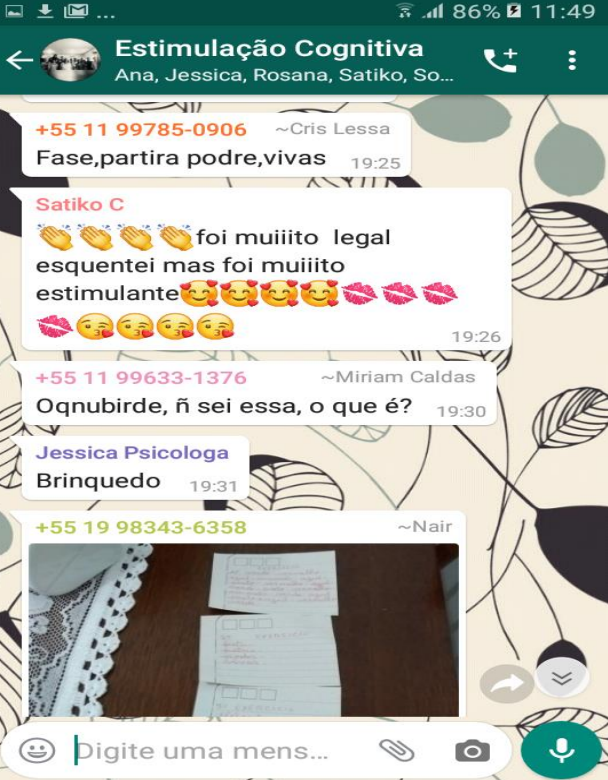 86% 11:49
Estimulação Cognitiva
Ana, Jessica, Rosana, Satiko, So...
+55 11 99785-0906 ~Cris Lessa
Fase,partira podre,vivas 19:25
Satiko C
👏👏👏👏foi muiiito legal
esquentei mas foi muiiito
estimulante🥰🥰🥰🥰💋💋💋
💋😘😘😘😘 19:26
+55 11 99633-1376 ~Miriam Caldas
Oqnubirde, ñ sei essa, o que é? 19:30
Jessica Psicologa
Brinquedo 19:31
+55 19 98343-6358 ~Nair
Digite uma mens...